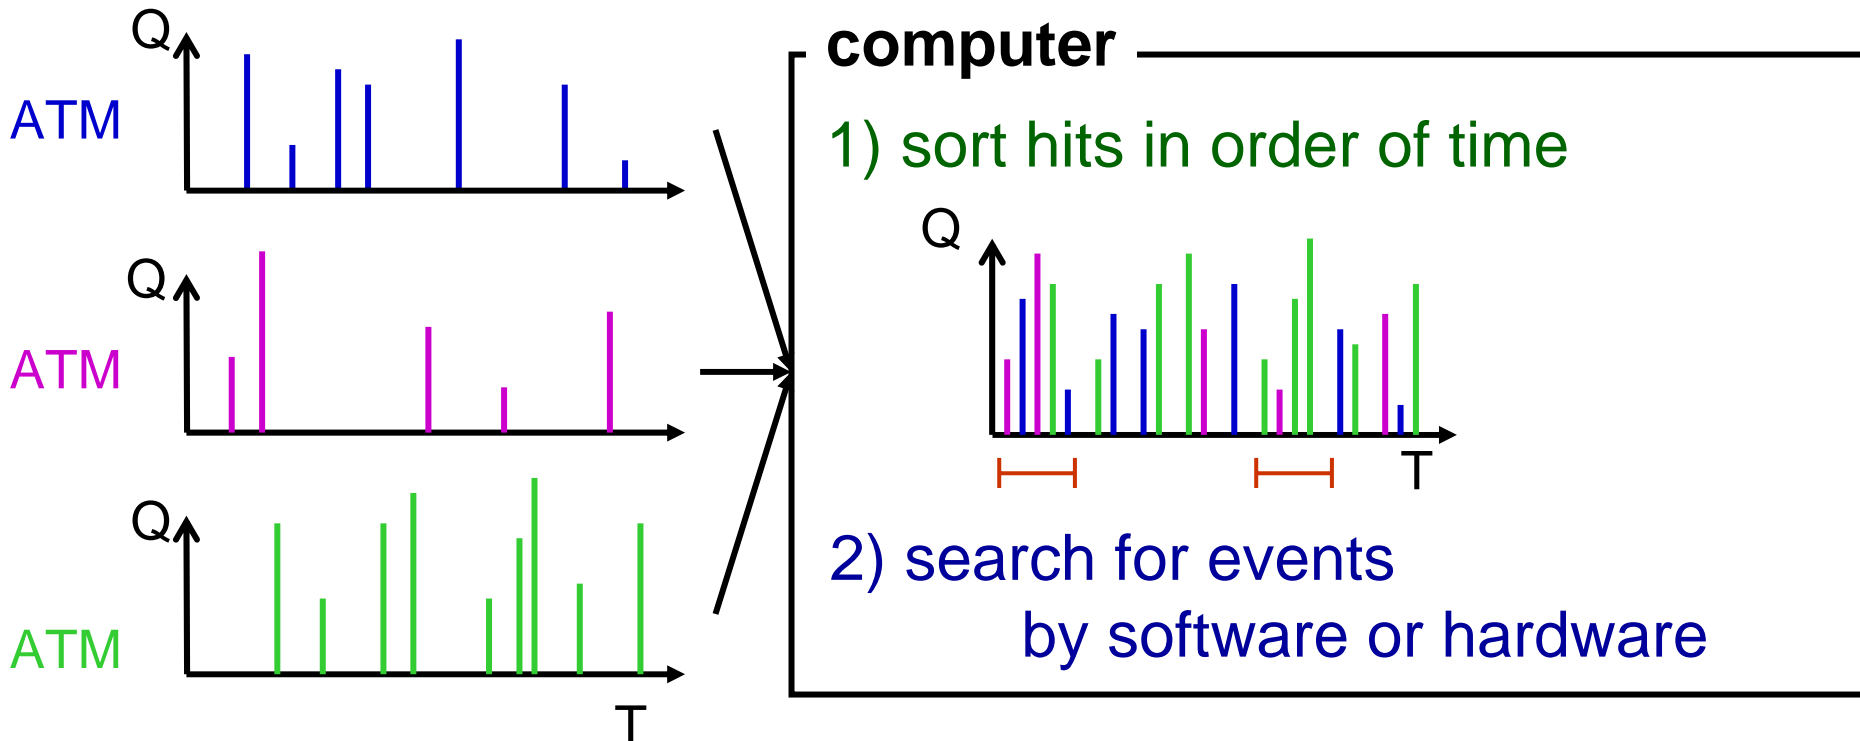 Q
ATM
Q
ATM
Q
ATM
T
computer
1) sort hits in order of time
Q
T
2) search for events
by software or hardware